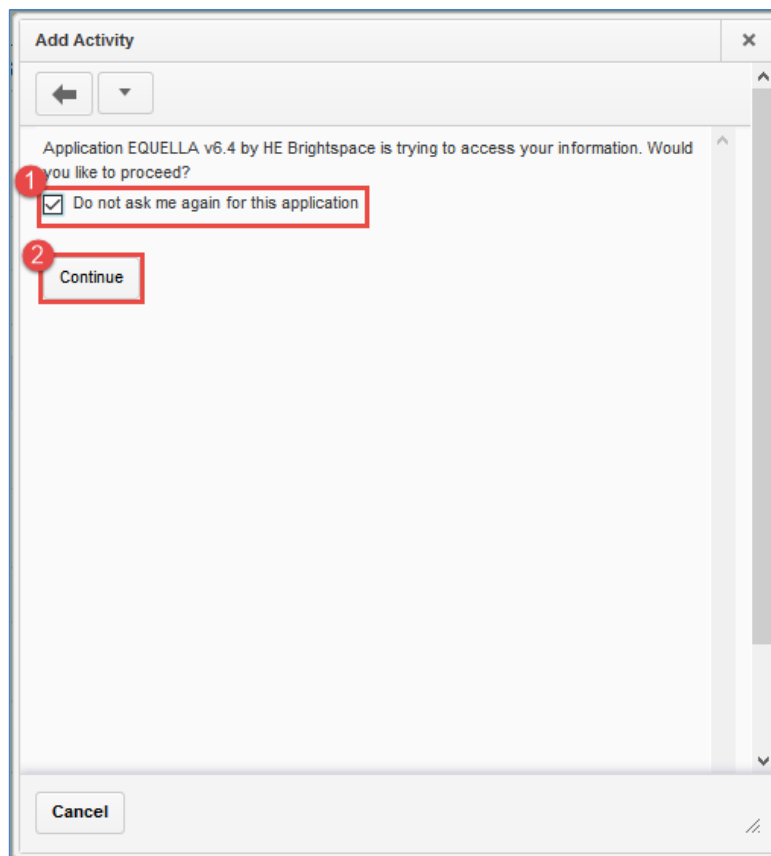 Add Activity
Application EQUELLA v6.4 by HE Brightspace is trying to access your information. Would
you like to proceed?
1
Do not ask me again for this application
2
Continue
Cancel